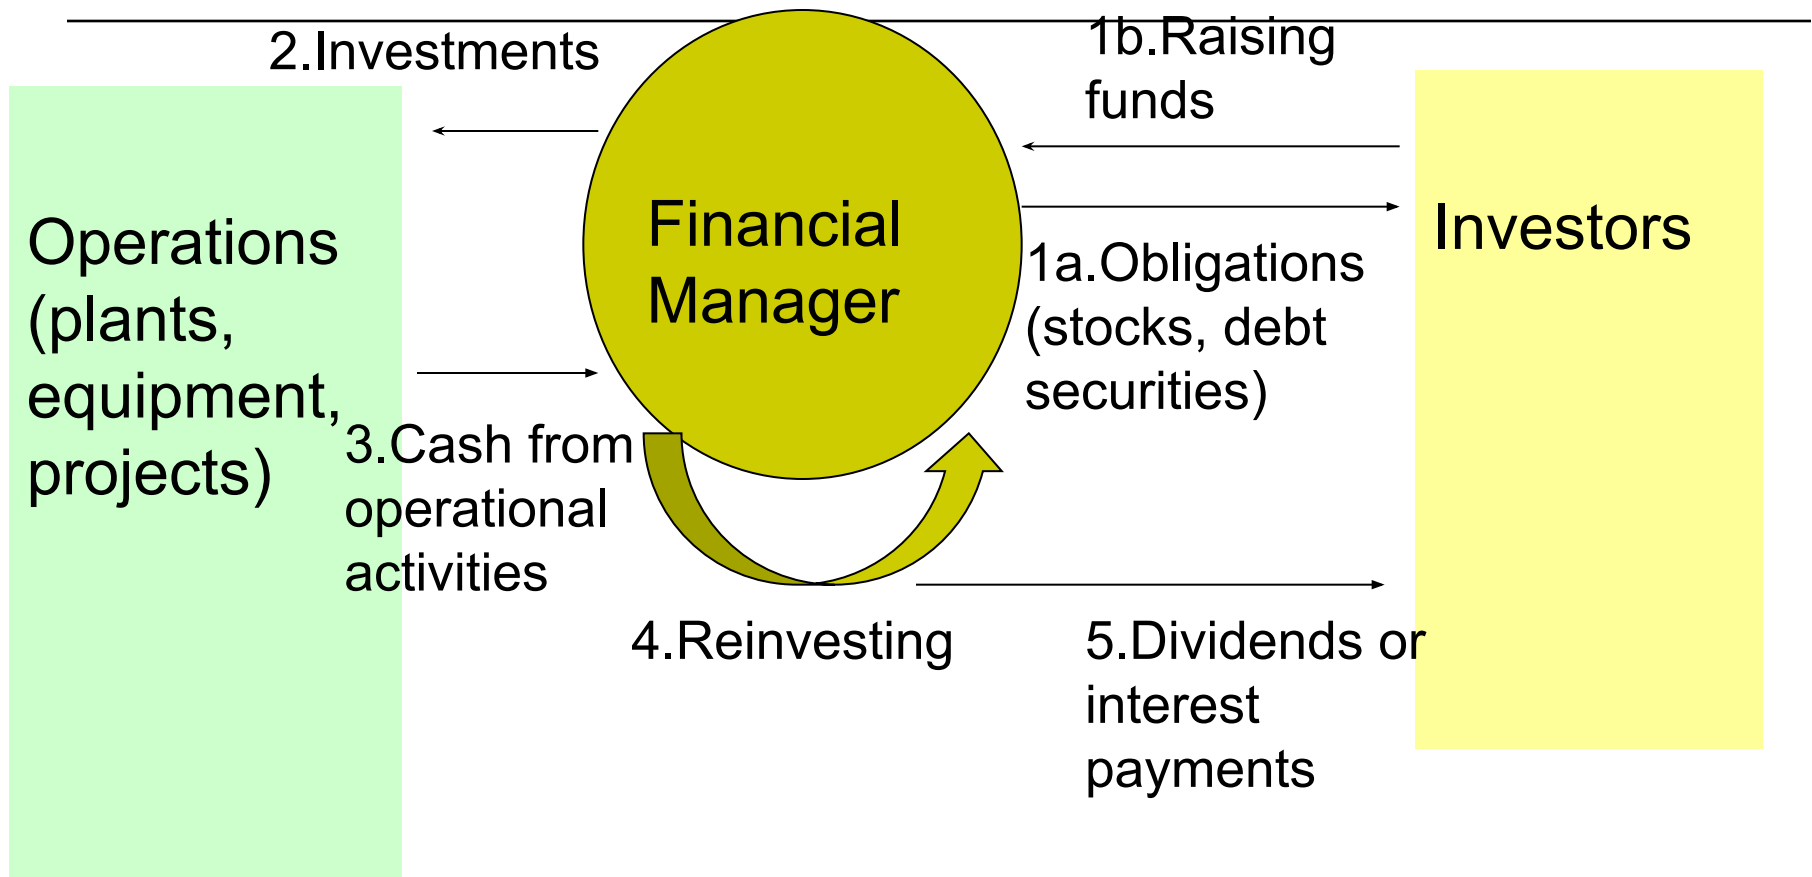 2.Investments
1b.Raising
funds
Operations
(plants,
equipment,
projects)
Financial
Manager
Investors
1a.Obligations
(stocks, debt
securities)
3.Cash from
operational
activities
4.Reinvesting
5.Dividends or
interest
payments